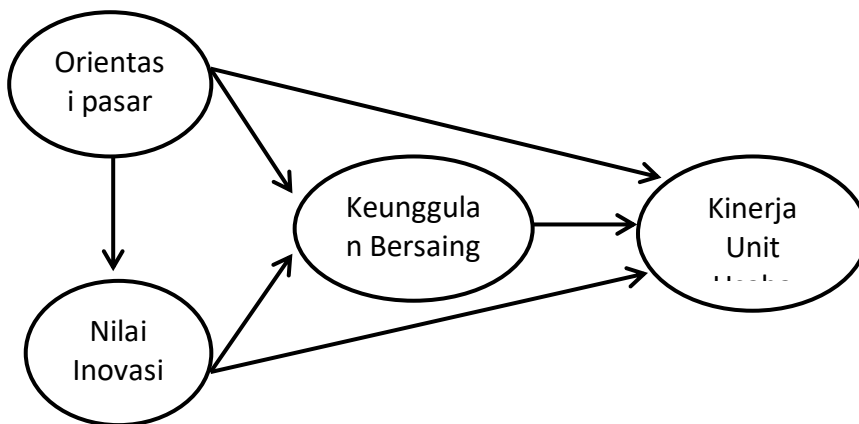 Orientas
i pasar
Keunggula
n Bersaing
Kinerja
Unit
Nilai
Inovasi